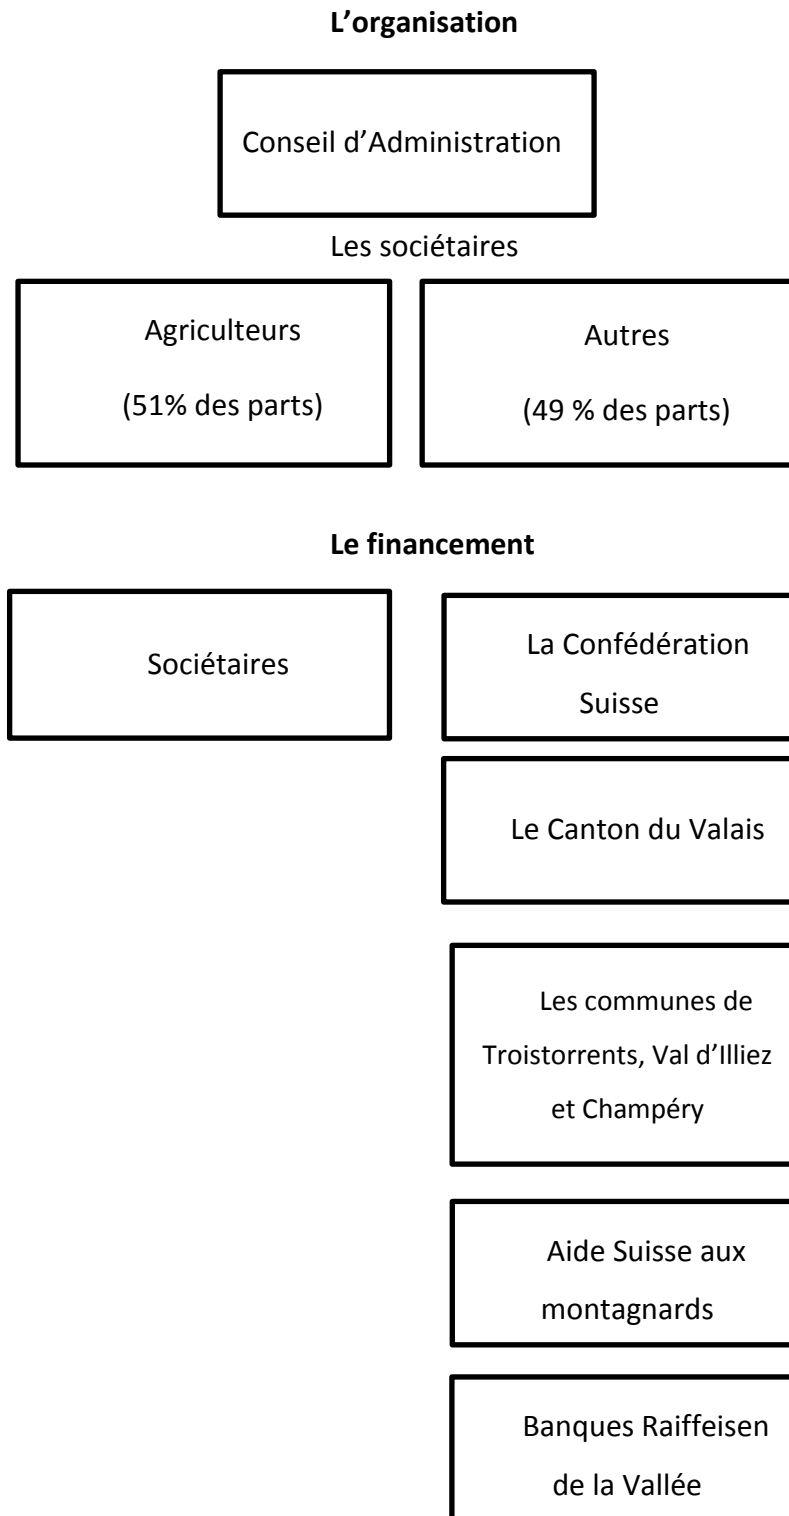 L’organisation
Conseil d’Administration
Les sociétaires
Agriculteurs
(51% des parts)
Autres
(49 % des parts)
Le financement
Sociétaires
La Confédération
Suisse
Le Canton du Valais
Les communes de
Troistorrents, Val d’Illiez
et Champéry
Aide Suisse aux
montagnards
Banques Raiffeisen
de la Vallée